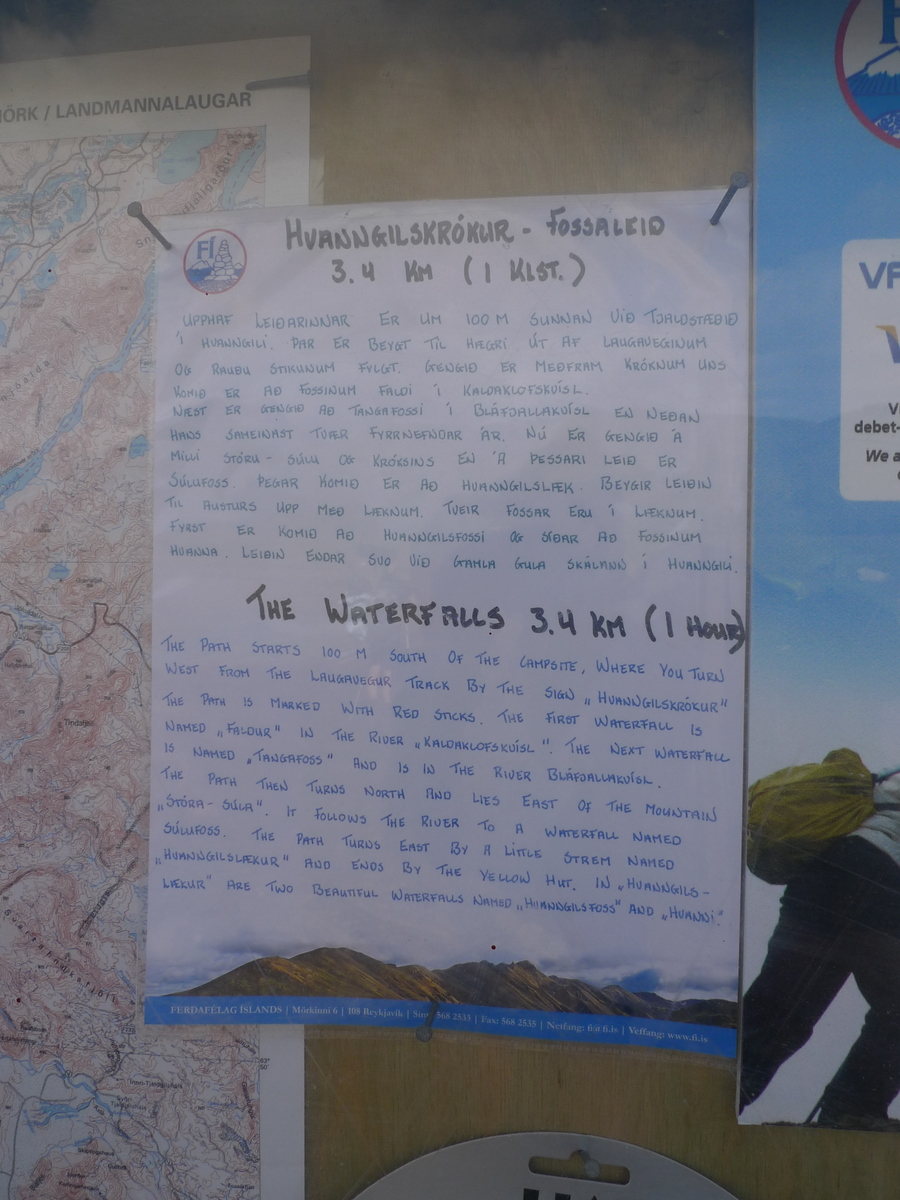 ÖRK / LANDMANNALAUGAR
FÍ
HVANNGILSKRÓKUR - FOSSALEIÐ
3.4 KM (1 KLST.)
UPPHAF LEIÐARINNAR ER UM 100 M SUNNAN VIÐ TJALDSTÆÐIÐ
Í HVANNGILI. ÞAR ER BEYGT TIL HÆGRI ÚT AF LAUGAVEGINUM
OG RAUÐU STIKUNUM FYLGT. GENGIÐ ER MEÐFRAM KRÓKNUM UNS
KOMIÐ ER AÐ FOSSINUM FALDI Í KALDAKLOFSKVÍSL.
NÆST ER GENGIÐ AÐ TANGAFOSSI Í BLÁFJALLAKVÍSL EN NEÐAN
HANS SAMEINAST TVÆR FYRRNEFNDAR ÁR. NÚ ER GENGIÐ Á
MILLI STÓRU-SÚLU OG KRÓKSINS EN Á ÞESSARI LEIÐ ER
SÚLUFOSS. ÞEGAR KOMIÐ ER AÐ HVANNGILSLÆK. BEYGIR LEIÐIN
TIL AUSTURS UPP MEÐ LÆKNUM. TVEIR FOSSAR ERU Í LÆKNUM.
FYRST ER KOMIÐ AÐ HVANNGILSFOSSI OG SÍÐAR AÐ FOSSINUM
HVANNA. LEIÐIN ENDAR SVO VIÐ GAMLA GULA SKÁLANN Í HVANNGILI.
THE WATERFALLS 3.4 KM (1 HOUR)
THE PATH STARTS 100 M SOUTH OF THE CAMPSITE, WHERE YOU TURN
WEST FROM THE LAUGAVEGUR TRACK BY THE SIGN „HVANNGILSKRÓKUR"
THE PATH IS MARKED WITH RED STICKS. THE FIRST WATERFALL IS
NAMED „FALDUR" IN THE RIVER „KALDAKLOFSKVÍSL". THE NEXT WATERFALL
IS NAMED „TANGAFOSS" AND IS IN THE RIVER BLÁFJALLAKVÍSL.
THE PATH THEN TURNS NORTH AND LIES EAST OF THE MOUNTAIN
„STÓRA-SÚLA". IT FOLLOWS THE RIVER TO A WATERFALL NAMED
SÚLUFOSS. THE PATH TURNS EAST BY A LITLE STREM NAMED
„HVANNGILSLÆKUR" AND ENDS BY THE YELLOW HUT. IN „HVANNGILS-
LÆKUR" ARE TWO BEAUTIFUL WATERFALLS NAMED „HVANNGILSFOSS" AND „HVANNI".
FERÐAFÉLAG ÍSLANDS | Mörkinni 6 | 108 Reykjavík | Sími 568 2533 | Fax: 568 2535 | Netfang: fi@fi.is | Veffang: www.fi.is
VF
debet-
We a